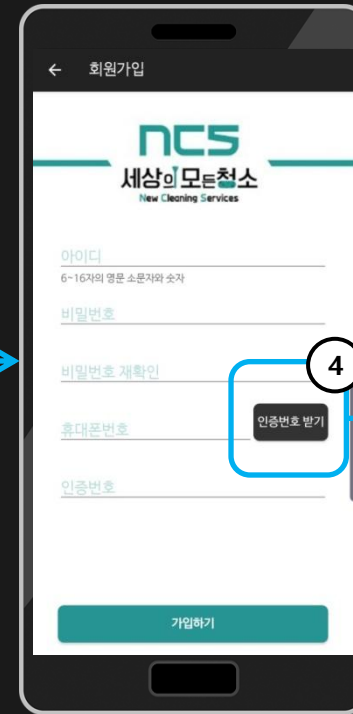 ← 회원가입
ncs
세상의모든청소
New Cleaning Services
아이디
6~16자의 영문 소문자와 숫자
비밀번호
비밀번호 재확인
4
휴대폰번호
인증번호 받기
인증번호
가입하기